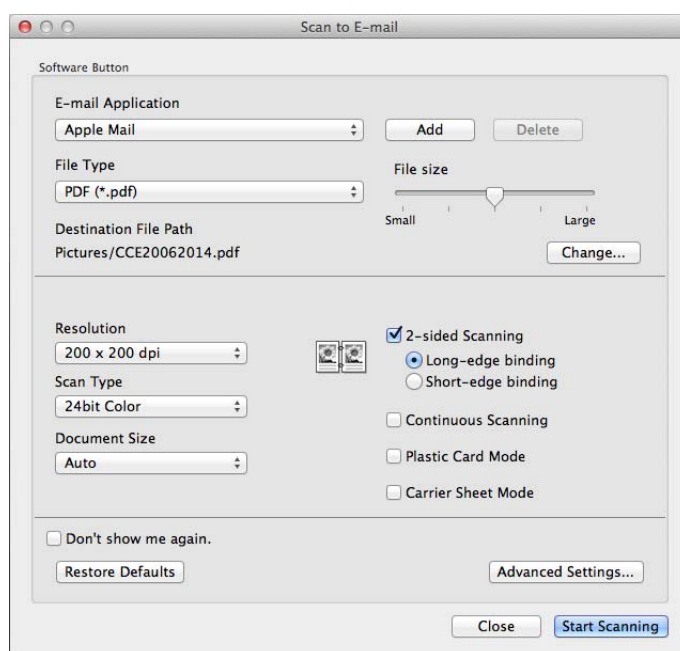 Scan to E-mail
Software Button
E-mail Application
Apple Mail
Add
Delete
File Type
PDF (*.pdf)
File size
Small
Large
Destination File Path
Pictures/CCE20062014.pdf
Change...
Resolution
200 x 200 dpi
Scan Type
24bit Color
Document Size
Auto
2-sided Scanning
Long-edge binding
Short-edge binding
Continuous Scanning
Plastic Card Mode
Carrier Sheet Mode
Don't show me again.
Restore Defaults
Advanced Settings...
Close
Start Scanning